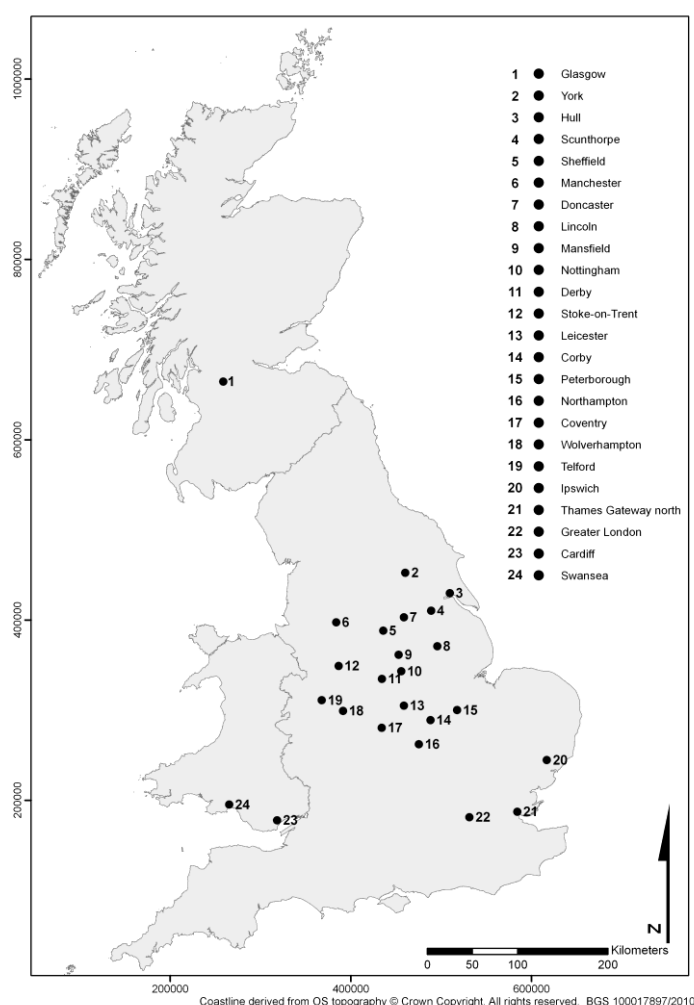 1 Glasgow
2 York
3 Hull
4 Scunthorpe
5 Sheffield
6 Manchester
7 Doncaster
8 Lincoln
9 Mansfield
10 Nottingham
11 Derby
12 Stoke-on-Trent
13 Leicester
14 Corby
15 Peterborough
16 Northampton
17 Coventry
18 Wolverhampton
19 Telford
20 Ipswich
21 Thames Gateway north
22 Greater London
23 Cardiff
24 Swansea
1000000
800000
600000
400000
200000
1
2
3
4
7
6
5
8
9
10
12
11
19
18
13
15
14
17
16
20
24
23
22
21
N
Kilometers
0 50 100 200
200000 400000 600000
Coastline derived from OS topography © Crown Copyright. All rights reserved. BGS 100017897/2010